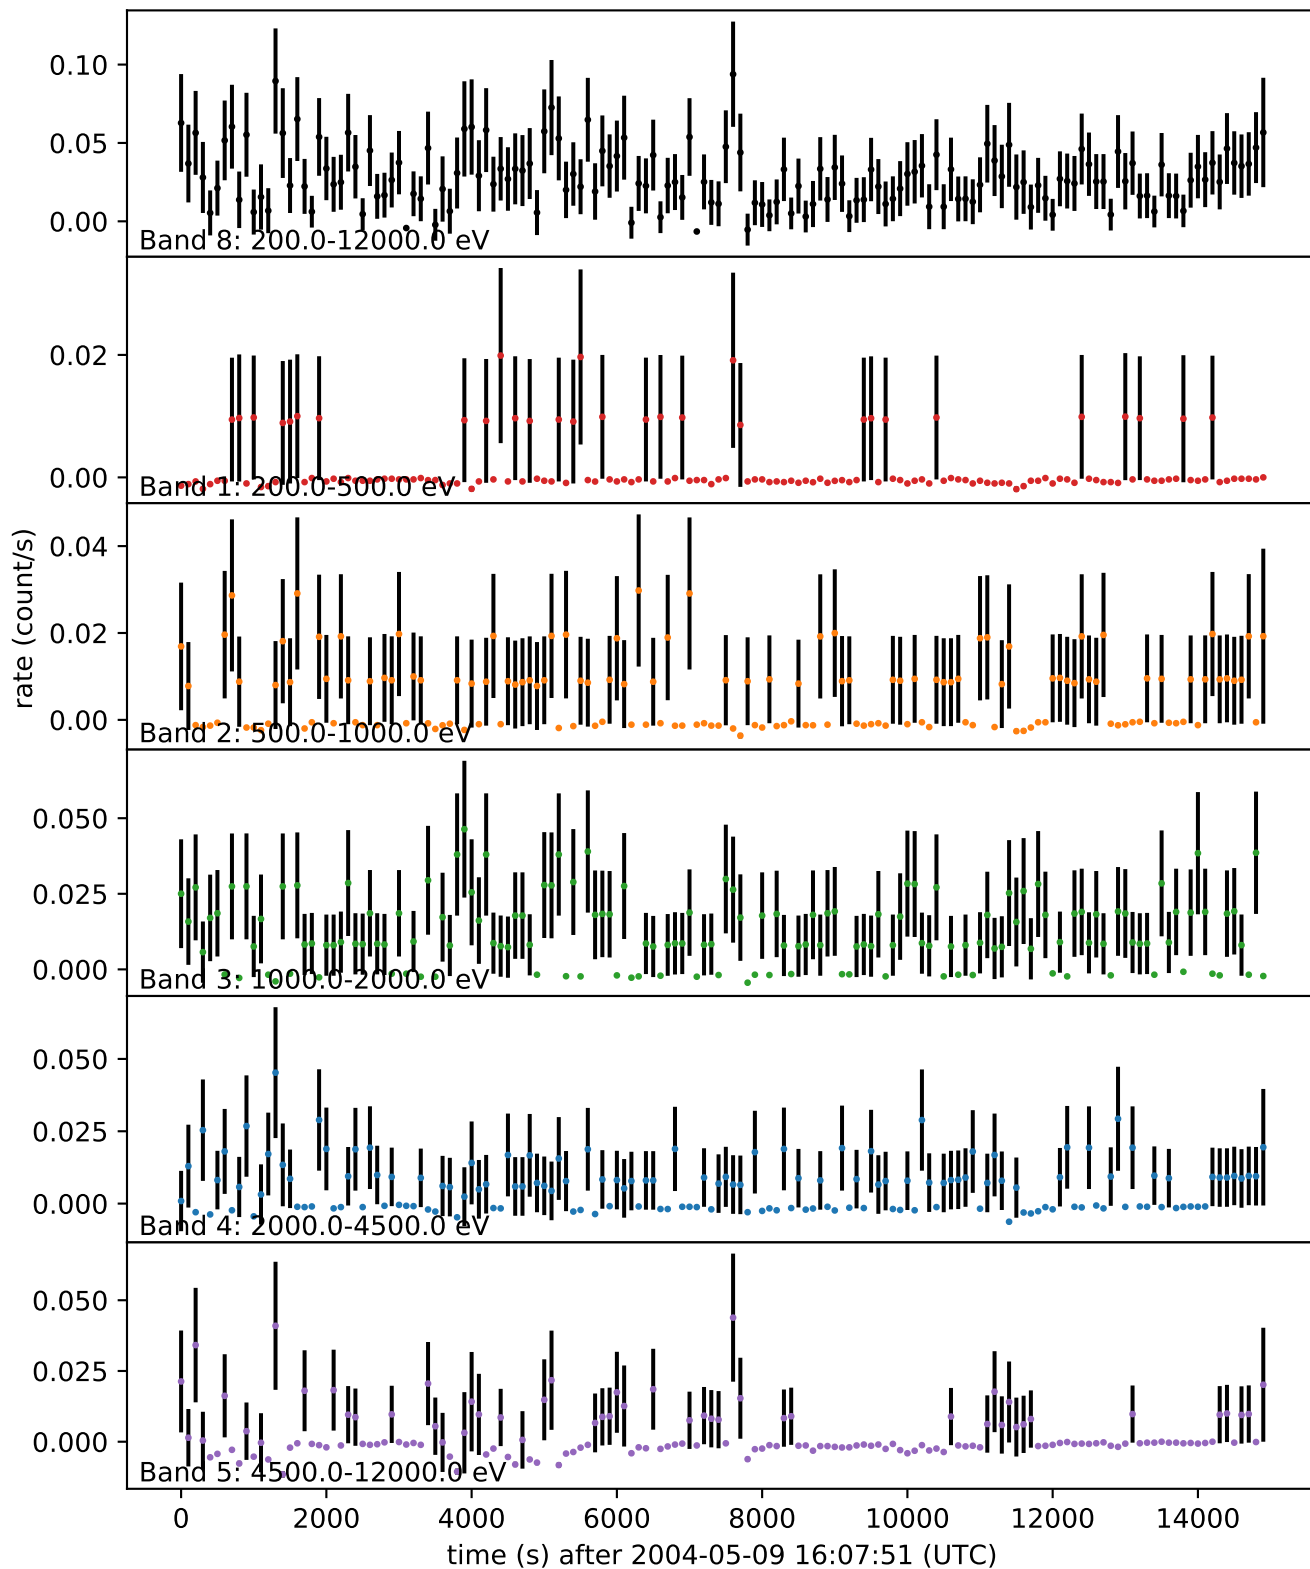 0.10
0.05
0.00
Band 8: 200.0-12000.0 eV
0.02
0.00
Band 1: 200.0-500.0 eV
rate (count/s)
0.04
0.02
0.00
Band 2: 500.0-1000.0 eV
0.050
0.025
0.000
Band 3: 1000.0-2000.0 eV
0.050
0.025
0.000
Band 4: 2000.0-4500.0 eV
0.050
0.025
0.000
Band 5: 4500.0-12000.0 eV
0 2000 4000 6000 8000 10000 12000 14000
time (s) after 2004-05-09 16:07:51 (UTC)